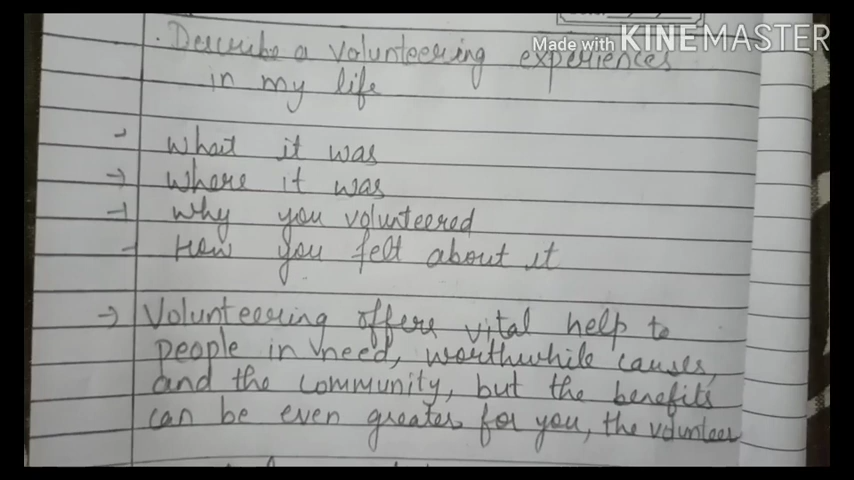 Made with KINEMASTER
. Describe a volunteering experiences
in my life
- What it was
→ Where it was
→ Why you volunteered
- How you felt about it
→ Volunteering offers vital help to
people in need, worthwhile causes,
and the community, but the benefits
can be even greater for you, the volunteer